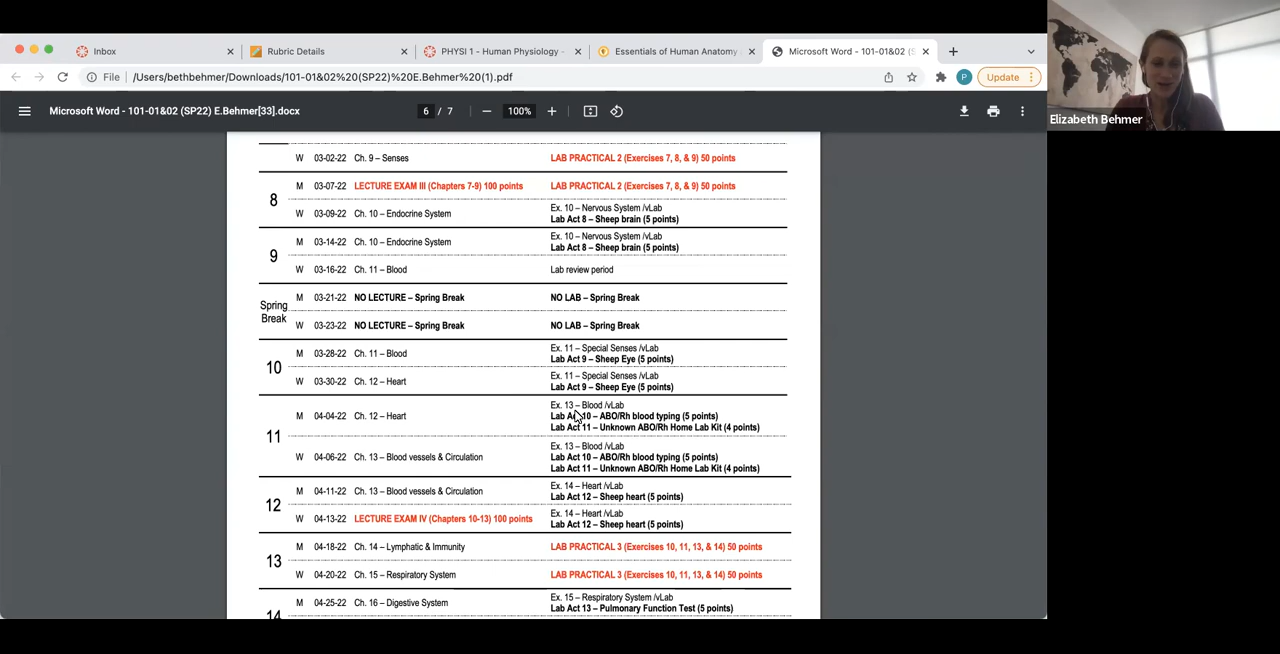 Inbox
Rubric Details
PHYSI 1 - Human Physiology -
Essentials of Human Anatomy
Microsoft Word - 101-01&02 (S
File /Users/bethbehmer/Downloads/101-01&02%20(SP22)%20E.Behmer%20(1).pdf
P Update
Microsoft Word - 101-01&02 (SP22) E.Behmer[33].docx
6 / 7 100%
Elizabeth Behmer
W 03-02-22 Ch. 9 – Senses LAB PRACTICAL 2 (Exercises 7, 8, & 9) 50 points
8
M 03-07-22 LECTURE EXAM III (Chapters 7-9) 100 points LAB PRACTICAL 2 (Exercises 7, 8, & 9) 50 points
W 03-09-22 Ch. 10 – Endocrine System Ex. 10 – Nervous System /vLab
Lab Act 8 – Sheep brain (5 points)
9
M 03-14-22 Ch. 10 – Endocrine System Ex. 10 – Nervous System /vLab
Lab Act 8 – Sheep brain (5 points)
W 03-16-22 Ch. 11 – Blood Lab review period
Spring
Break
M 03-21-22 NO LECTURE – Spring Break NO LAB – Spring Break
W 03-23-22 NO LECTURE – Spring Break NO LAB – Spring Break
10
M 03-28-22 Ch. 11 – Blood Ex. 11 – Special Senses /vLab
Lab Act 9 – Sheep Eye (5 points)
W 03-30-22 Ch. 12 – Heart Ex. 11 – Special Senses /vLab
Lab Act 9 – Sheep Eye (5 points)
11
M 04-04-22 Ch. 12 – Heart Ex. 13 – Blood /vLab
Lab Act 10 – ABO/Rh blood typing (5 points)
Lab Act 11 – Unknown ABO/Rh Home Lab Kit (4 points)
W 04-06-22 Ch. 13 – Blood vessels & Circulation Ex. 13 – Blood /vLab
Lab Act 10 – ABO/Rh blood typing (5 points)
Lab Act 11 – Unknown ABO/Rh Home Lab Kit (4 points)
12
M 04-11-22 Ch. 13 – Blood vessels & Circulation Ex. 14 – Heart /vLab
Lab Act 12 – Sheep heart (5 points)
W 04-13-22 LECTURE EXAM IV (Chapters 10-13) 100 points Ex. 14 – Heart /vLab
Lab Act 12 – Sheep heart (5 points)
13
M 04-18-22 Ch. 14 – Lymphatic & Immunity LAB PRACTICAL 3 (Exercises 10, 11, 13, & 14) 50 points
W 04-20-22 Ch. 15 – Respiratory System LAB PRACTICAL 3 (Exercises 10, 11, 13, & 14) 50 points
14
M 04-25-22 Ch. 16 – Digestive System Ex. 15 – Respiratory System /vLab
Lab Act 13 – Pulmonary Function Test (5 points)